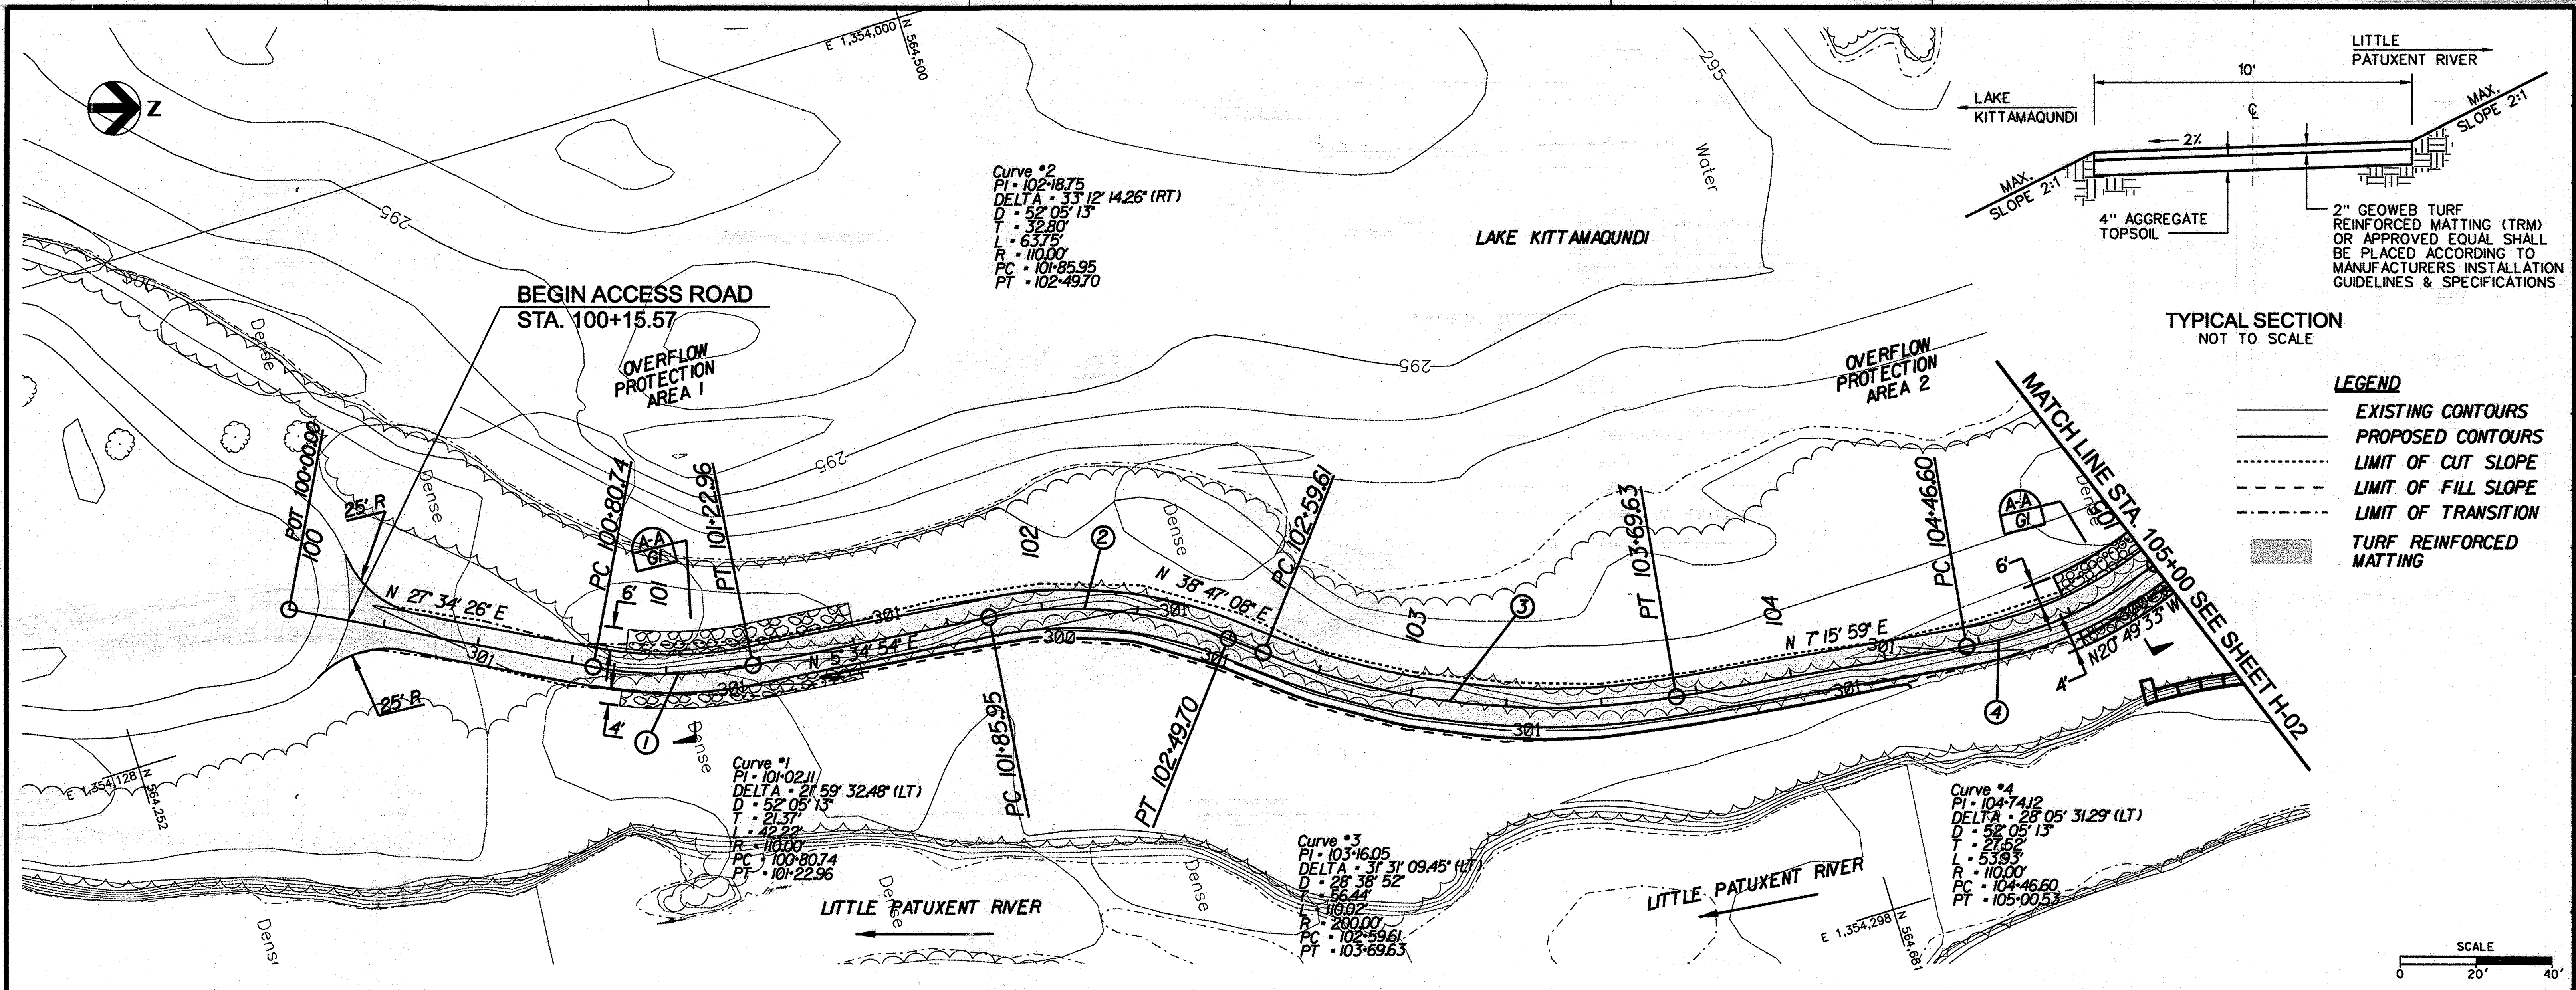 E 1,354,000
N 564,500
Z
295
295
Water
Curve #2
PI = 102+18.75
DELTA = 33° 12' 14.26" (RT)
D = 52° 05' 13"
T = 32.80'
L = 63.75'
R = 110.00'
PC = 101+85.95
PT = 102+49.70
LAKE KITTAMAQUNDI
LITTLE
PATUXENT RIVER
10'
LAKE
KITTAMAQUNDI
℄
MAX.
SLOPE 2:1
2%
MAX.
SLOPE 2:1
4" AGGREGATE
TOPSOIL
2" GEOWEB TURF
REINFORCED MATTING (TRM)
OR APPROVED EQUAL SHALL
BE PLACED ACCORDING TO
MANUFACTURERS INSTALLATION
GUIDELINES & SPECIFICATIONS
TYPICAL SECTION
NOT TO SCALE
LEGEND
EXISTING CONTOURS
PROPOSED CONTOURS
LIMIT OF CUT SLOPE
LIMIT OF FILL SLOPE
LIMIT OF TRANSITION
TURF REINFORCED
MATTING
300
Dense
BEGIN ACCESS ROAD
STA. 100+15.57
OVERFLOW
PROTECTION
AREA 1
295
295
OVERFLOW
PROTECTION
AREA 2
MATCH LINE STA. 105+00 SEE SHEET H-02
POT 100+00.00
100
25' R
Dense
PC 100+80.74
A-A
G1
6'
101
PT 101+22.96
102
2
Dense
PC 102+59.61
103
3
PT 103+69.63
104
PC 104+46.60
A-A
G1
6'
Dense
105
N 27° 34' 26" E
301
N 5° 34' 54" E
301
301
300
N 38° 47' 08" E
301
301
301
N 7° 15' 59" E
301
301
N20° 49' 33" W
4'
4
25' R
4'
1
Dense
PC 101+85.95
PT 102+49.70
E 1,354,128
N 564,252
Curve #1
PI = 101+02.11
DELTA = 21° 59' 32.48" (LT)
D = 52° 05' 13"
T = 21.37'
L = 42.22'
R = 110.00'
PC = 100+80.74
PT = 101+22.96
Curve #3
PI = 103+16.05
DELTA = 31° 31' 09.45" (LT)
D = 28° 38' 52"
T = 56.44'
L = 110.02'
R = 200.00'
PC = 102+59.61
PT = 103+69.63
Curve #4
PI = 104+74.12
DELTA = 28° 05' 31.29" (LT)
D = 52° 05' 13"
T = 27.52'
L = 53.93'
R = 110.00'
PC = 104+46.60
PT = 105+00.53
Dense
Dense
Dense
LITTLE PATUXENT RIVER
LITTLE PATUXENT RIVER
E 1,354,298
N 564,681
SCALE
0 20' 40'